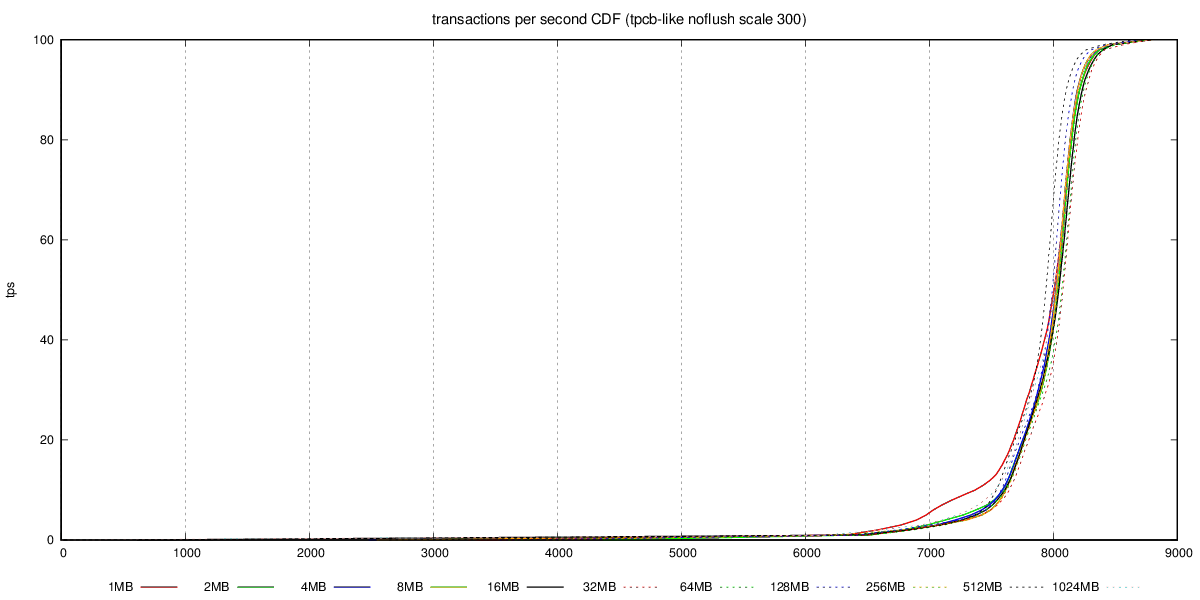 transactions per second CDF (tpcb-like noflush scale 300)
100
80
60
40
20
0
tps
0 1000 2000 3000 4000 5000 6000 7000 8000 9000
1MB 2MB 4MB 8MB 16MB 32MB 64MB 128MB 256MB 512MB 1024MB